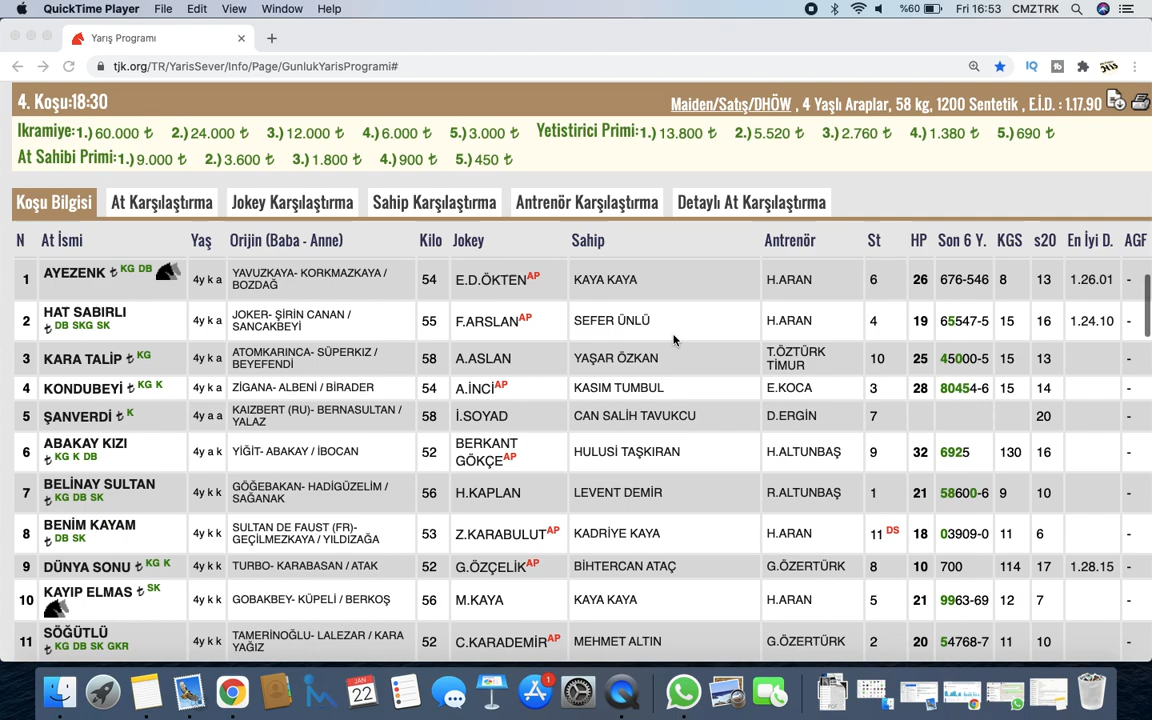 QuickTime Player File Edit View Window Help %60 Fri 16:53 CMZTRK
Yarış Programı
tjk.org/TR/YarisSever/Info/Page/GunlukYarisProgrami# IQ
4. Koşu:18:30 Maiden/Satış/DHÖW , 4 Yaşlı Araplar, 58 kg, 1200 Sentetik , E.İ.D. : 1.17.90
Ikramiye:1.) 60.000 ₺ 2.) 24.000 ₺ 3.) 12.000 ₺ 4.) 6.000 ₺ 5.) 3.000 ₺ Yetistirici Primi:1.) 13.800 ₺ 2.) 5.520 ₺ 3.) 2.760 ₺ 4.) 1.380 ₺ 5.) 690 ₺
At Sahibi Primi:1.) 9.000 ₺ 2.) 3.600 ₺ 3.) 1.800 ₺ 4.) 900 ₺ 5.) 450 ₺
Koşu Bilgisi At Karşılaştırma Jokey Karşılaştırma Sahip Karşılaştırma Antrenör Karşılaştırma Detaylı At Karşılaştırma
N At İsmi Yaş Orijin (Baba - Anne) Kilo Jokey Sahip Antrenör St HP Son 6 Y. KGS s20 En İyi D. AGF
1 AYEZENK ₺ KG DB 4y k a YAVUZKAYA- KORKMAZKAYA / BOZDAĞ 54 E.D.ÖKTEN AP KAYA KAYA H.ARAN 6 26 676-546 8 13 1.26.01 -
2 HAT SABIRLI ₺ DB SKG SK 4y k a JOKER- ŞİRİN CANAN / SANCAKBEYİ 55 F.ARSLAN AP SEFER ÜNLÜ H.ARAN 4 19 65547-5 15 16 1.24.10 -
3 KARA TALİP ₺ KG 4y k a ATOMKARINCA- SÜPERKIZ / BEYEFENDİ 58 A.ASLAN YAŞAR ÖZKAN T.ÖZTÜRK TİMUR 10 25 45000-5 15 13 -
4 KONDUBEYİ ₺ KG K 4y k a ZİGANA- ALBENİ / BİRADER 54 A.İNCİ AP KASIM TUMBUL E.KOCA 3 28 80454-6 15 14 -
5 ŞANVERDİ ₺ K 4y a a KAIZBERT (RU)- BERNASULTAN / YALAZ 58 İ.SOYAD CAN SALİH TAVUKCU D.ERGİN 7 20 -
6 ABAKAY KIZI ₺ KG K DB 4y a k YİĞİT- ABAKAY / İBOCAN 52 BERKANT GÖKÇE AP HULUSİ TAŞKIRAN H.ALTUNBAŞ 9 32 6925 130 16 -
7 BELİNAY SULTAN ₺ KG DB SK 4y k k GÖĞEBAKAN- HADİGÜZELİM / SAĞANAK 56 H.KAPLAN LEVENT DEMİR R.ALTUNBAŞ 1 21 58600-6 9 10 -
8 BENİM KAYAM ₺ DB SK 4y k k SULTAN DE FAUST (FR)- GEÇİLMEZKAYA / YILDIZAĞA 53 Z.KARABULUT AP KADRİYE KAYA H.ARAN 11 DS 18 03909-0 11 6 -
9 DÜNYA SONU ₺ KG K 4y k k TURBO- KARABASAN / ATAK 52 G.ÖZÇELİK AP BİHTERCAN ATAÇ G.ÖZERTÜRK 8 10 700 114 17 1.28.15 -
10 KAYIP ELMAS ₺ SK 4y k k GOBAKBEY- KÜPELİ / BERKOŞ 56 M.KAYA KAYA KAYA H.ARAN 5 21 9963-69 12 7 -
11 SÖĞÜTLÜ ₺ KG DB SK GKR 4y k k TAMERİNOĞLU- LALEZAR / KARA YAĞIZ 52 C.KARADEMİR AP MEHMET ALTIN G.ÖZERTÜRK 2 20 54768-7 11 10 -
JAN 22 1